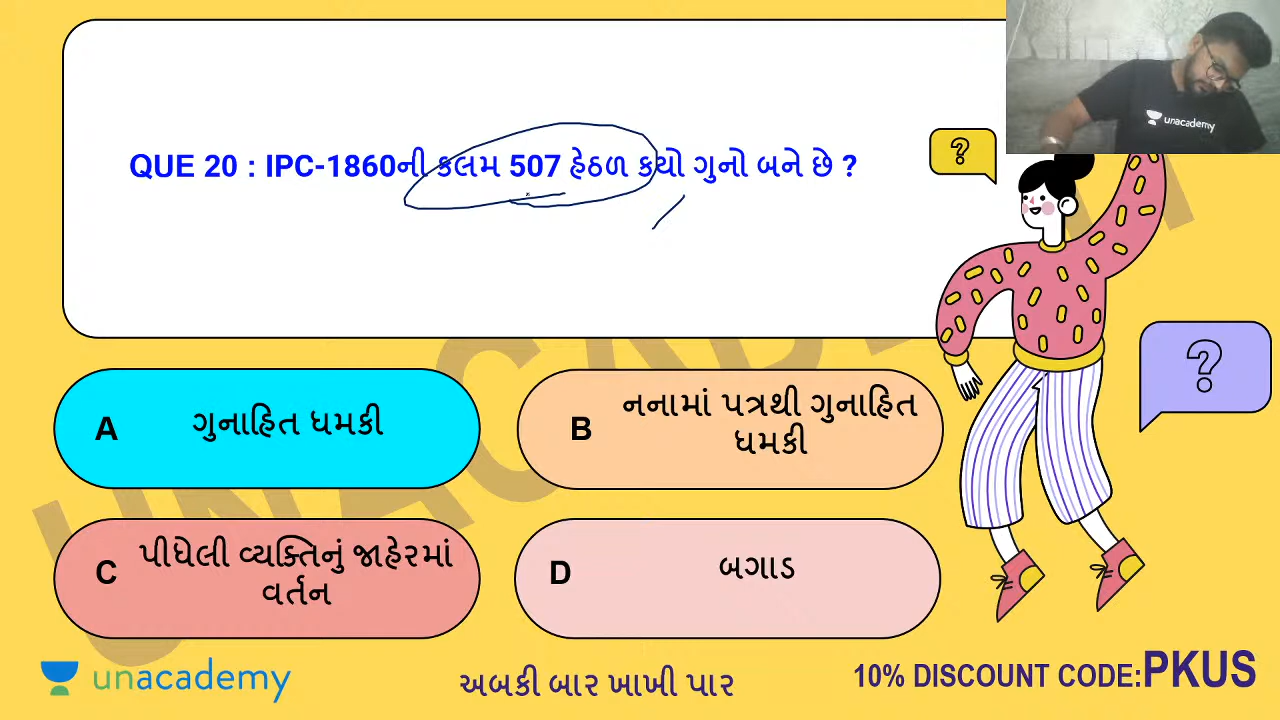 unacademy
QUE 20 : IPC-1860ની કલમ 507 હેઠળ કયો ગુનો બને છે ?
?
?
A ગુનાહિત ધમકી
B નનામાં પત્રથી ગુનાહિત
ધમકી
C પીધેલી વ્યક્તિનું જાહેરમાં
વર્તન
D બગાડ
UNACADEMY
unacademy
અબકી બાર ખાખી પાર
10% DISCOUNT CODE:PKUS